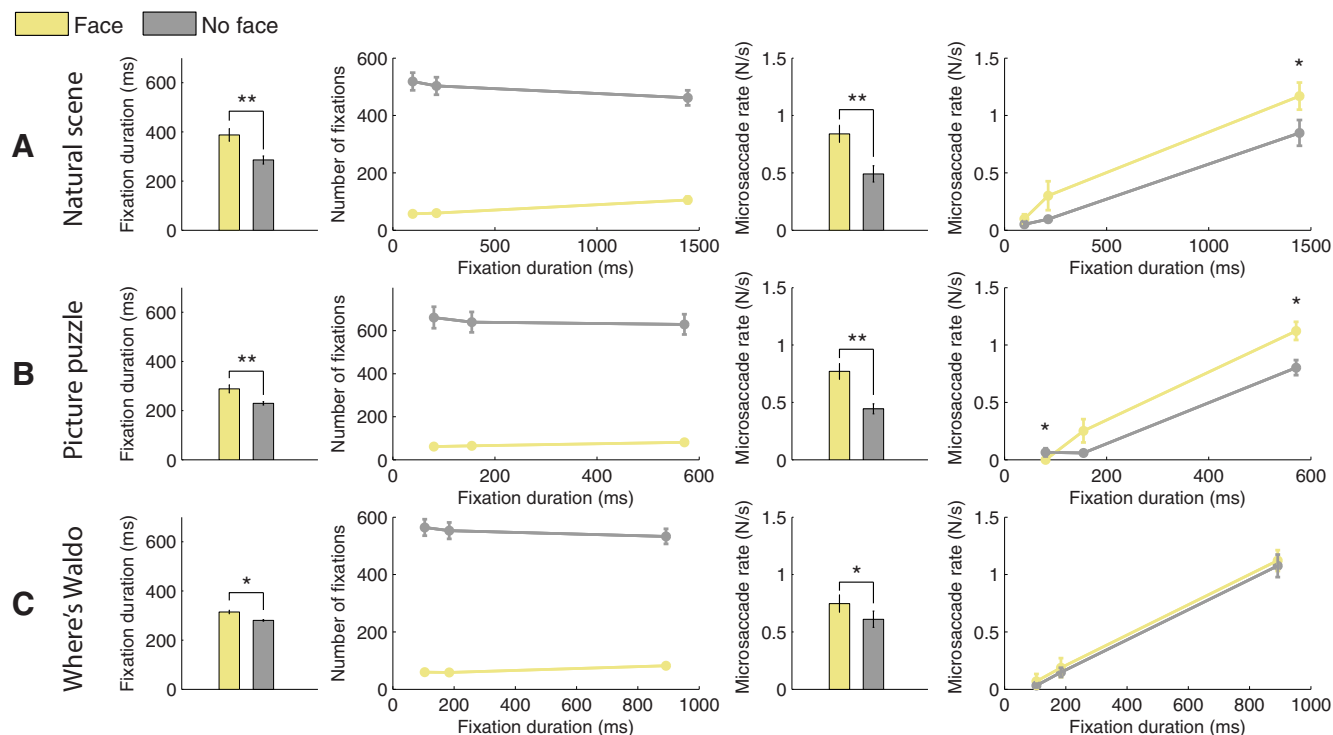 Face No face
A
Natural scene
Fixation duration (ms)
600
400
200
0
**
Number of fixations
600
400
200
0
0 500 1000 1500
Fixation duration (ms)
Microsaccade rate (N/s)
1.5
1
0.5
0
**
Microsaccade rate (N/s)
1.5
1
0.5
0
*
0 500 1000 1500
Fixation duration (ms)
B
Picture puzzle
Fixation duration (ms)
600
400
200
0
**
Number of fixations
600
400
200
0
0 200 400 600
Fixation duration (ms)
Microsaccade rate (N/s)
1.5
1
0.5
0
**
Microsaccade rate (N/s)
1.5
1
0.5
0
*
*
0 200 400 600
Fixation duration (ms)
C
Where's Waldo
Fixation duration (ms)
600
400
200
0
*
Number of fixations
600
400
200
0
0 200 400 600 800 1000
Fixation duration (ms)
Microsaccade rate (N/s)
1.5
1
0.5
0
*
Microsaccade rate (N/s)
1.5
1
0.5
0
0 200 400 600 800 1000
Fixation duration (ms)